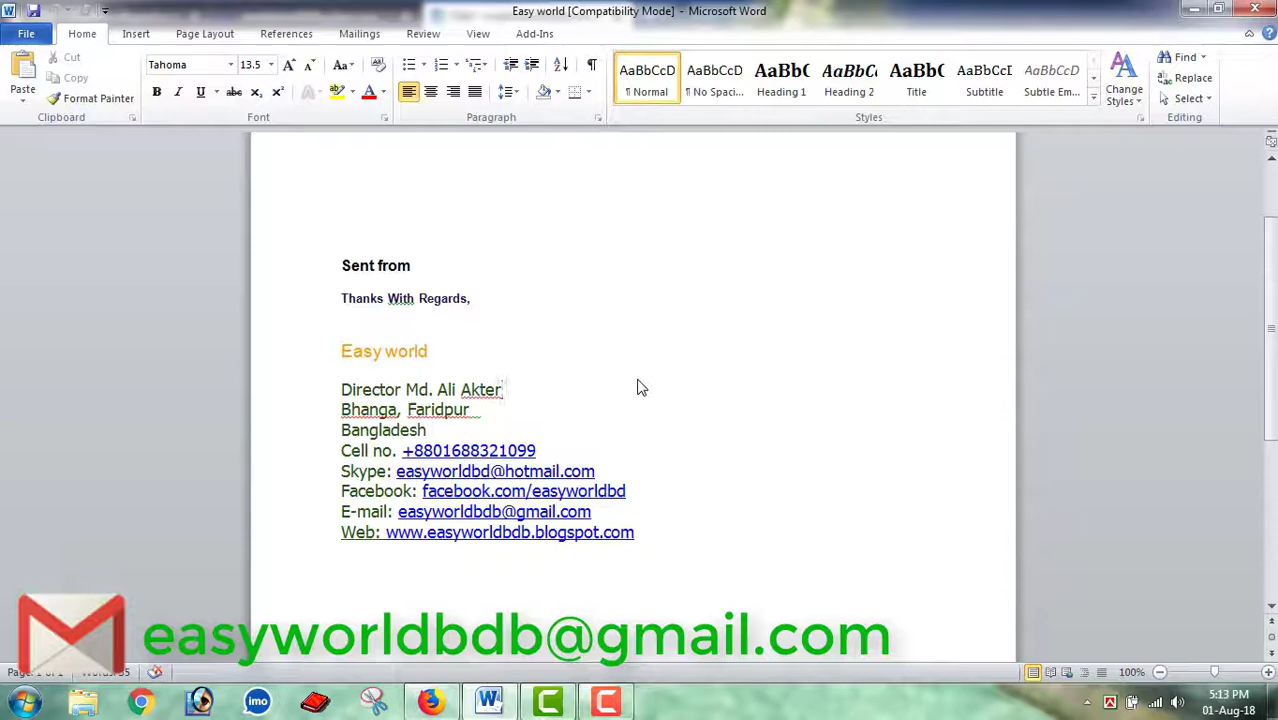 Easy world [Compatibility Mode] - Microsoft Word
File Home Insert Page Layout References Mailings Review View Add-Ins
Cut
Copy
Paste
Format Painter
Clipboard
Tahoma 13.5
B I U abc
Font
Paragraph
AaBbCcD
¶ Normal
AaBbCcD
¶ No Spaci...
AaBbC
Heading 1
AaBbCc
Heading 2
AaBbC
Title
AaBbCcI
Subtitle
AaBbCcD
Subtle Em...
Change
Styles
Styles
Find
Replace
Select
Editing
Sent from
Thanks With Regards,
Easy world
Director Md. Ali Akter
Bhanga, Faridpur
Bangladesh
Cell no. +8801688321099
Skype: easyworldbd@hotmail.com
Facebook: facebook.com/easyworldbd
E-mail: easyworldbdb@gmail.com
Web: www.easyworldbdb.blogspot.com
easyworldbdb@gmail.com
100%
imo
5:13 PM
01-Aug-18